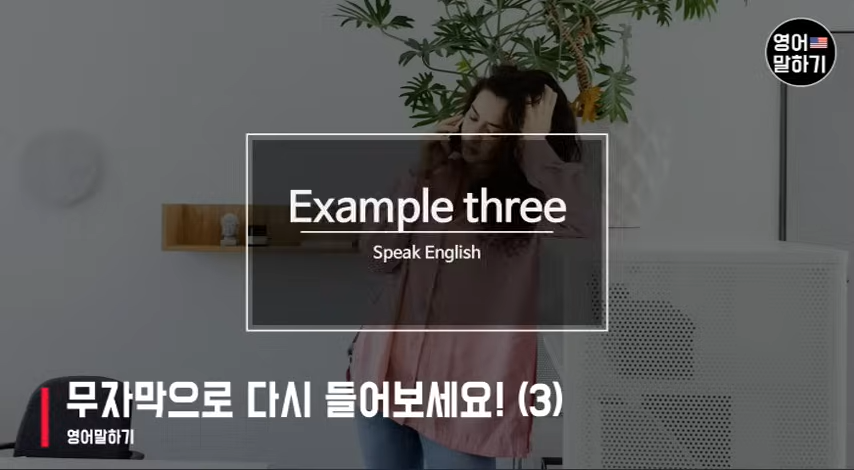 영어
말하기
Example three
Speak English
무자막으로 다시 들어보세요! (3)
영어말하기